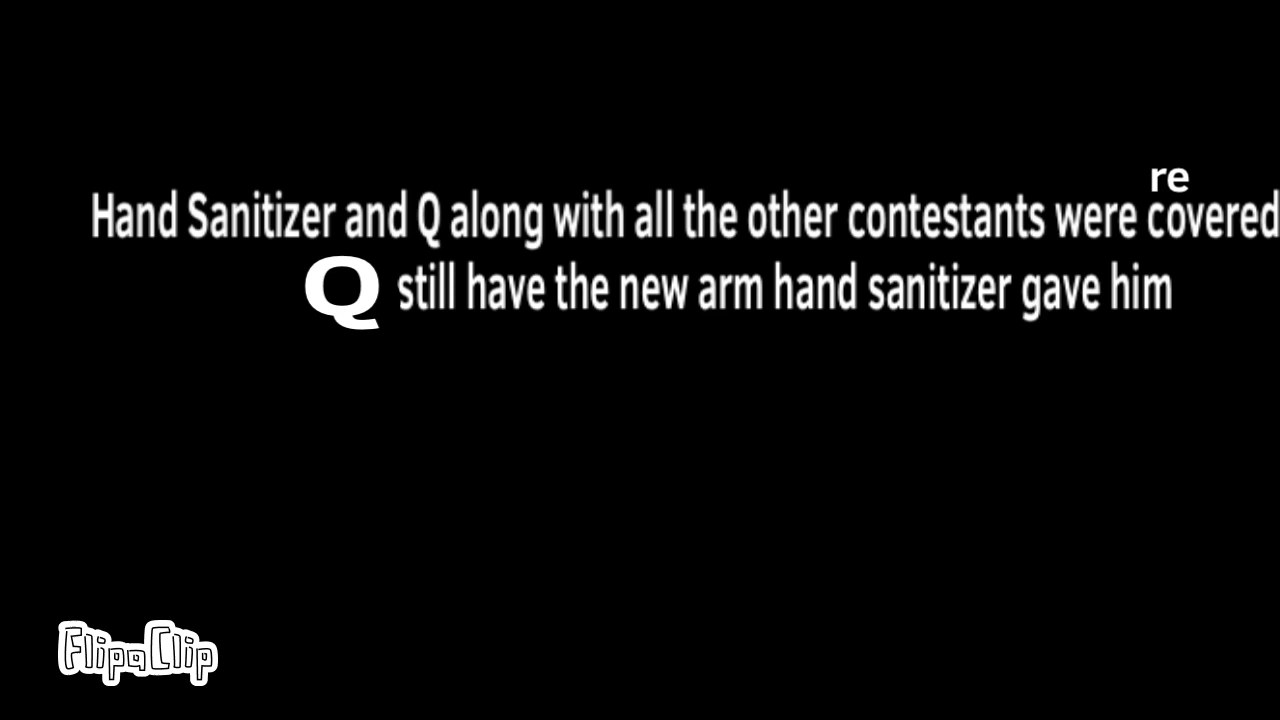 re
Hand Sanitizer and Q along with all the other contestants were covered
Q still have the new arm hand sanitizer gave him
FlipaClip